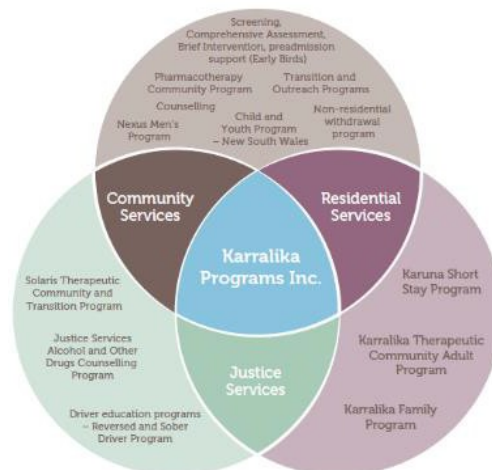 Screening,
Comprehensive Assessment,
Brief Intervention, preadmission
support (Early Birds)
Pharmacotherapy
Community Program
Transition and
Outreach Programs
Counselling
Nexus Men's
Program
Child and
Youth Program
– New South Wales
Non-residential
withdrawal
program
Community
Services
Residential
Services
Karralika
Programs Inc.
Solaris Therapeutic
Community and
Transition Program
Justice Services
Alcohol and Other
Drugs Counselling
Program
Driver education programs
– Reversed and Sober
Driver Program
Justice
Services
Karuna Short
Stay Program
Karralika Therapeutic
Community Adult
Program
Karralika Family
Program